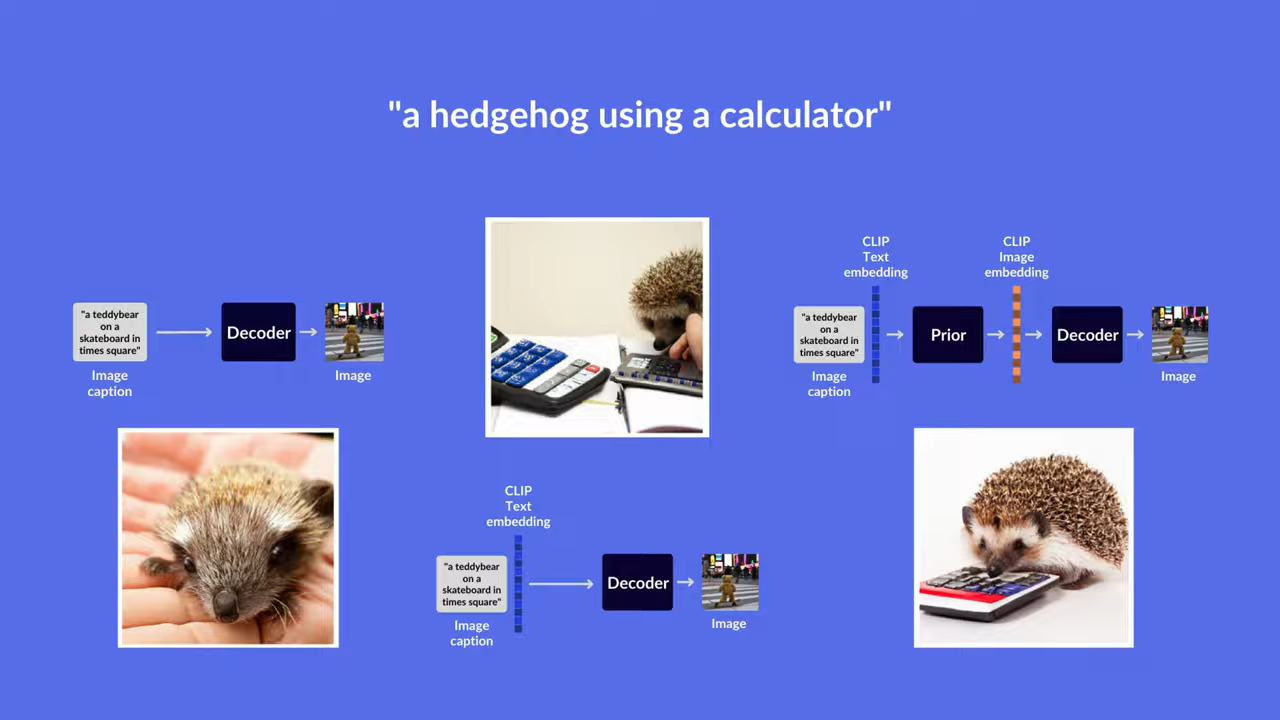 "a hedgehog using a calculator"
"a teddybear
on a
skateboard in
times square"
Image
caption
Decoder
Image
CLIP
Text
embedding
"a teddybear
on a
skateboard in
times square"
Image
caption
Decoder
Image
CLIP
Text
embedding
CLIP
Image
embedding
"a teddybear
on a
skateboard in
times square"
Image
caption
Prior
Decoder
Image